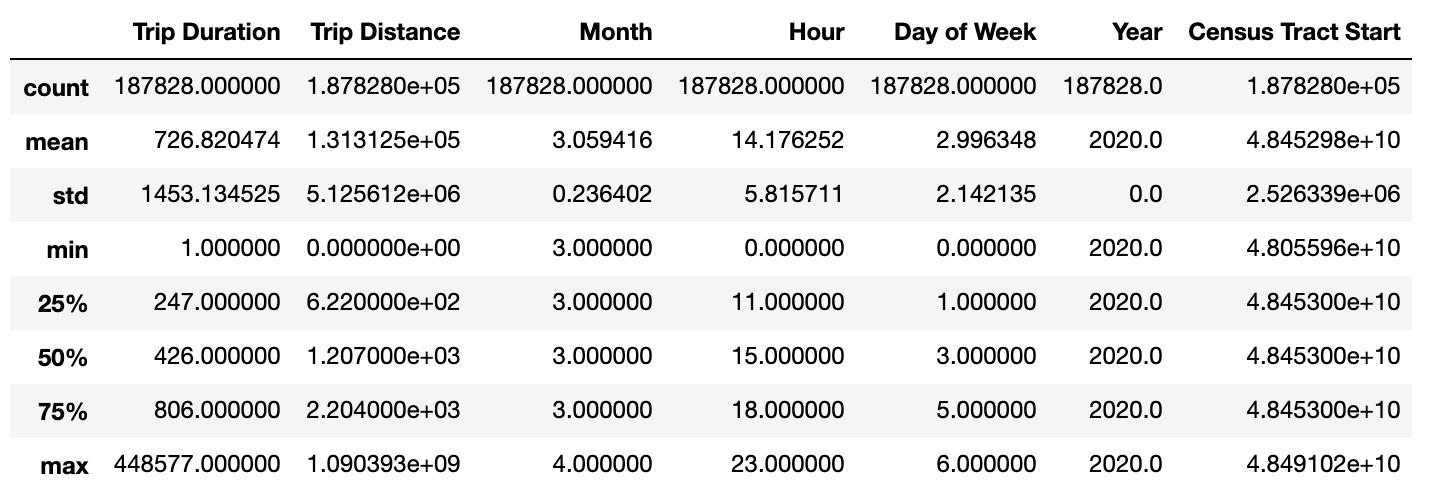 Trip Duration Trip Distance Month Hour Day of Week Year Census Tract Start
count 187828.000000 1.878280e+05 187828.000000 187828.000000 187828.000000 187828.0 1.878280e+05
mean 726.820474 1.313125e+05 3.059416 14.176252 2.996348 2020.0 4.845298e+10
std 1453.134525 5.125612e+06 0.236402 5.815711 2.142135 0.0 2.526339e+06
min 1.000000 0.000000e+00 3.000000 0.000000 0.000000 2020.0 4.805596e+10
25% 247.000000 6.220000e+02 3.000000 11.000000 1.000000 2020.0 4.845300e+10
50% 426.000000 1.207000e+03 3.000000 15.000000 3.000000 2020.0 4.845300e+10
75% 806.000000 2.204000e+03 3.000000 18.000000 5.000000 2020.0 4.845300e+10
max 448577.000000 1.090393e+09 4.000000 23.000000 6.000000 2020.0 4.849102e+10